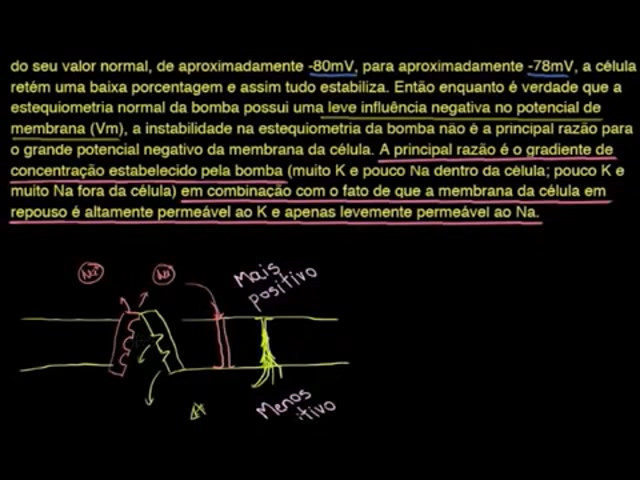 do seu valor normal, de aproximadamente -80mV, para aproximadamente -78mV, a célula
retém uma baixa porcentagem e assim tudo estabiliza. Então enquanto é verdade que a
estequiometria normal da bomba possui uma leve influência negativa no potencial de
membrana (Vm), a instabilidade na estequiometria da bomba não é a principal razão para
o grande potencial negativo da membrana da célula. A principal razão é o gradiente de
concentração estabelecido pela bomba (muito K e pouco Na dentro da célula; pouco K e
muito Na fora da célula) em combinação com o fato de que a membrana da célula em
repouso é altamente permeável ao K e apenas levemente permeável ao Na.
Na⁺ Na
Mais
positivo
Menos
itivo